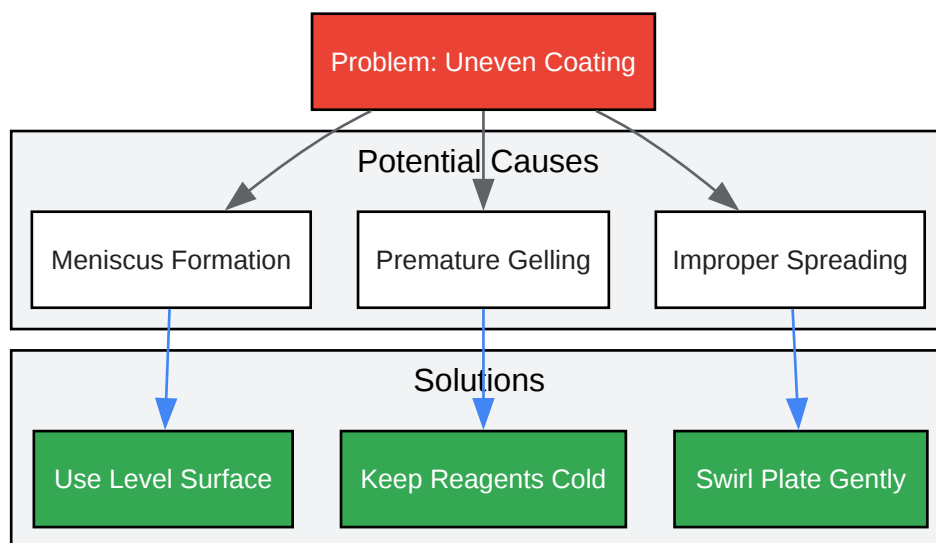 Problem: Uneven Coating
Potential Causes
Meniscus Formation
Premature Gelling
Improper Spreading
Solutions
Use Level Surface
Keep Reagents Cold
Swirl Plate Gently